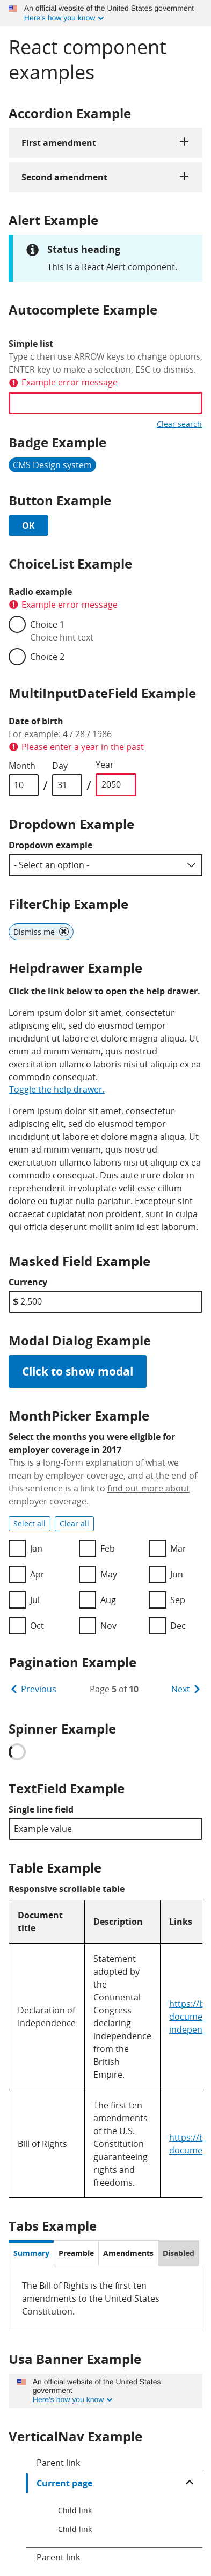 An official website of the United States government
Here's how you know
React component
examples
Accordion Example
First amendment
Second amendment
Alert Example
Status heading
This is a React Alert component.
Autocomplete Example
Simple list
Type c then use ARROW keys to change options,
ENTER key to make a selection, ESC to dismiss.
Example error message
Clear search
Badge Example
CMS Design system
Button Example
OK
ChoiceList Example
Radio example
Example error message
Choice 1
Choice hint text
Choice 2
MultiInputDateField Example
Date of birth
For example: 4 / 28 / 1986
Please enter a year in the past
Month Day Year
10 / 31 / 2050
Dropdown Example
Dropdown example
- Select an option -
FilterChip Example
Dismiss me
Helpdrawer Example
Click the link below to open the help drawer.
Lorem ipsum dolor sit amet, consectetur
adipiscing elit, sed do eiusmod tempor
incididunt ut labore et dolore magna aliqua. Ut
enim ad minim veniam, quis nostrud
exercitation ullamco laboris nisi ut aliquip ex ea
commodo consequat.
Toggle the help drawer.
Lorem ipsum dolor sit amet, consectetur
adipiscing elit, sed do eiusmod tempor
incididunt ut labore et dolore magna aliqua. Ut
enim ad minim veniam, quis nostrud
exercitation ullamco laboris nisi ut aliquip ex ea
commodo consequat. Duis aute irure dolor in
reprehenderit in voluptate velit esse cillum
dolore eu fugiat nulla pariatur. Excepteur sint
occaecat cupidatat non proident, sunt in culpa
qui officia deserunt mollit anim id est laborum.
Masked Field Example
Currency
$ 2,500
Modal Dialog Example
Click to show modal
MonthPicker Example
Select the months you were eligible for
employer coverage in 2017
This is a long-form explanation of what we
mean by employer coverage, and at the end of
this sentence is a link to find out more about
employer coverage.
Select all Clear all
Jan Feb Mar
Apr May Jun
Jul Aug Sep
Oct Nov Dec
Pagination Example
Previous Page 5 of 10 Next
Spinner Example
TextField Example
Single line field
Example value
Table Example
Responsive scrollable table
Document
title
Description
Links
Declaration of
Independence
Statement
adopted by
the
Continental
Congress
declaring
independence
from the
British
Empire.
https://b
docume
indepen
Bill of Rights
The first ten
amendments
of the U.S.
Constitution
guaranteeing
rights and
freedoms.
https://b
docume
Tabs Example
Summary Preamble Amendments Disabled
The Bill of Rights is the first ten
amendments to the United States
Constitution.
Usa Banner Example
An official website of the United States
government
Here's how you know
VerticalNav Example
Parent link
Current page
Child link
Child link
Parent link